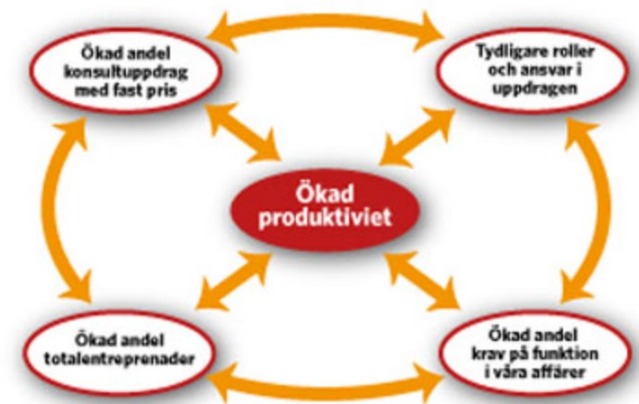 Ökad andel
konsultuppdrag
med fast pris
Tydligare roller
och ansvar i
uppdragen
Ökad
produktiviet
Ökad andel
totalentreprenader
Ökad andel
krav på funktion
i våra affärer